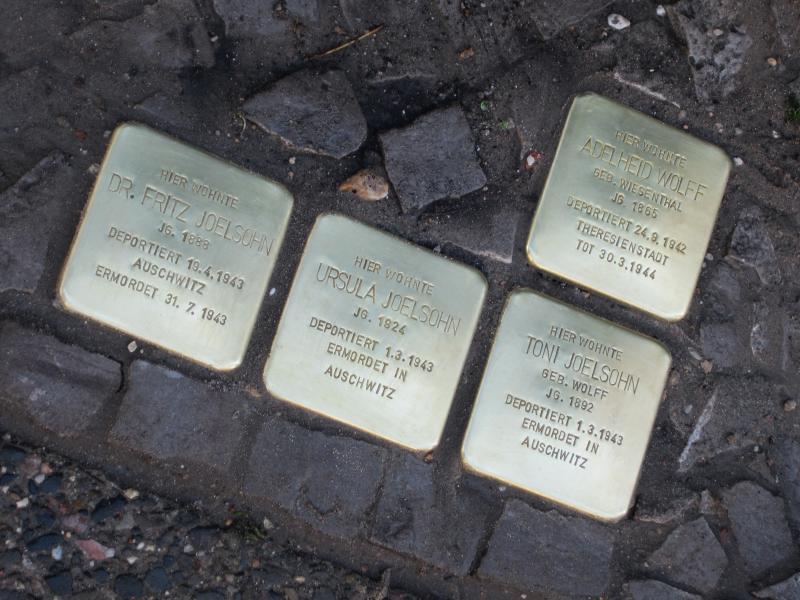 HIER WOHNTE
DR. FRITZ JOELSOHN
JG. 1888
DEPORTIERT 19.4.1943
AUSCHWITZ
ERMORDET 31. 7. 1943
HIER WOHNTE
URSULA JOELSOHN
JG. 1924
DEPORTIERT 1.3.1943
ERMORDET IN
AUSCHWITZ
HIER WOHNTE
ADELHEID WOLFF
GEB. WIESENTHAL
JG. 1865
DEPORTIERT 24.9.1942
THERESIENSTADT
TOT 30.3.1944
HIER WOHNTE
TONI JOELSOHN
GEB. WOLFF
JG. 1892
DEPORTIERT 1.3.1943
ERMORDET IN
AUSCHWITZ